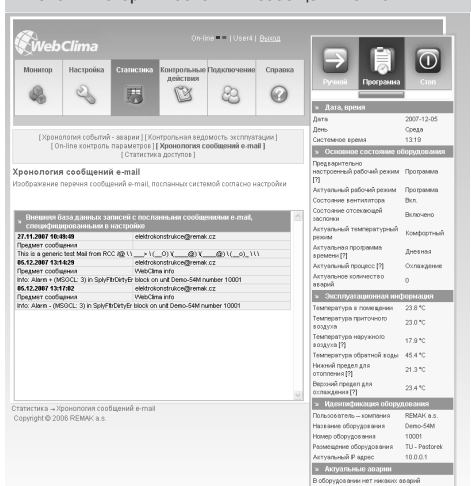 WebClima
On-line | User4 | Выход
Монитор
Настройка
Статистика
Контрольные действия
Подключение
Справка
Ручной
Программа
Стоп
[Хронология событий - аварии] [Контрольная ведомость эксплуатации]
[On-line контроль параметров] [Хронология сообщений e-mail]
[Статистика доступов]
Хронология сообщений e-mail
Изображение перечня сообщений e-mail, посланных системой согласно настройки
» Внешняя база данных записей с посланными сообщениями e-mail, специфицированными в настройке
27.11.2007 10:49:49 elektrokonstrukce@remak.cz
Предмет сообщения
06.12.2007 13:14:29 elektrokonstrukce@remak.cz
Предмет сообщения WebClima info
Info: Alarm + (MSGCL: 3) in SplyFltrDirtyEr block on unit Demo-54M number 10001
06.12.2007 13:17:02 elektrokonstrukce@remak.cz
Предмет сообщения WebClima info
Info: Alarm - (MSGCL: 3) in SplyFltrDirtyEr block on unit Demo-54M number 10001
Статистика → Хронология сообщений e-mail
Copyright © 2006 REMAK a.s.
» Дата, время
Дата 2007-12-05
День Среда
Системное время 13:19
» Основное состояние оборудования
Предварительно настроенный рабочий режим [?] Программа
Актуальный рабочий режим Программа
Состояние вентилятора Вкл.
Состояние отсекающей заслонки Включено
Актуальный температурный режим Комфортный
Актуальная программа времени [?] Дневная
Актуальный процесс [?] Охлаждение
Актуальное количество аварий 0
» Эксплуатационная информация
Температура в помещении 23.8 °C
Температура приточного воздуха 23.0 °C
Температура наружного воздуха [?] 17.9 °C
Температура обратной воды 45.4 °C
Нижний предел для отопления [?] 21.3 °C
Верхний предел для охлаждения [?] 23.4 °C
» Идентификация оборудования
Пользователь – компания REMAK a.s.
Название оборудования Demo-54M
Номер оборудования 10001
Размещение оборудования TU - Pastorek
Актуальный IP адрес 10.0.0.1
» Актуальные аварии
В оборудовании нет никаких аварий